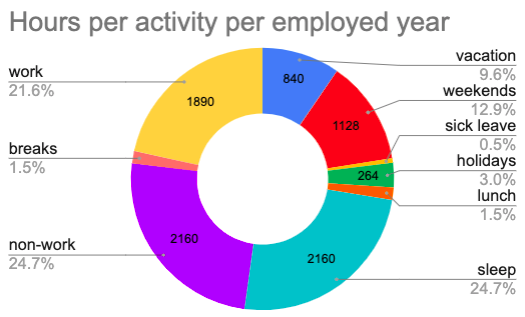 Hours per activity per employed year
vacation
9.6%
weekends
12.9%
sick leave
0.5%
holidays
3.0%
lunch
1.5%
sleep
24.7%
non-work
24.7%
breaks
1.5%
work
21.6%
840
1128
264
2160
2160
1890